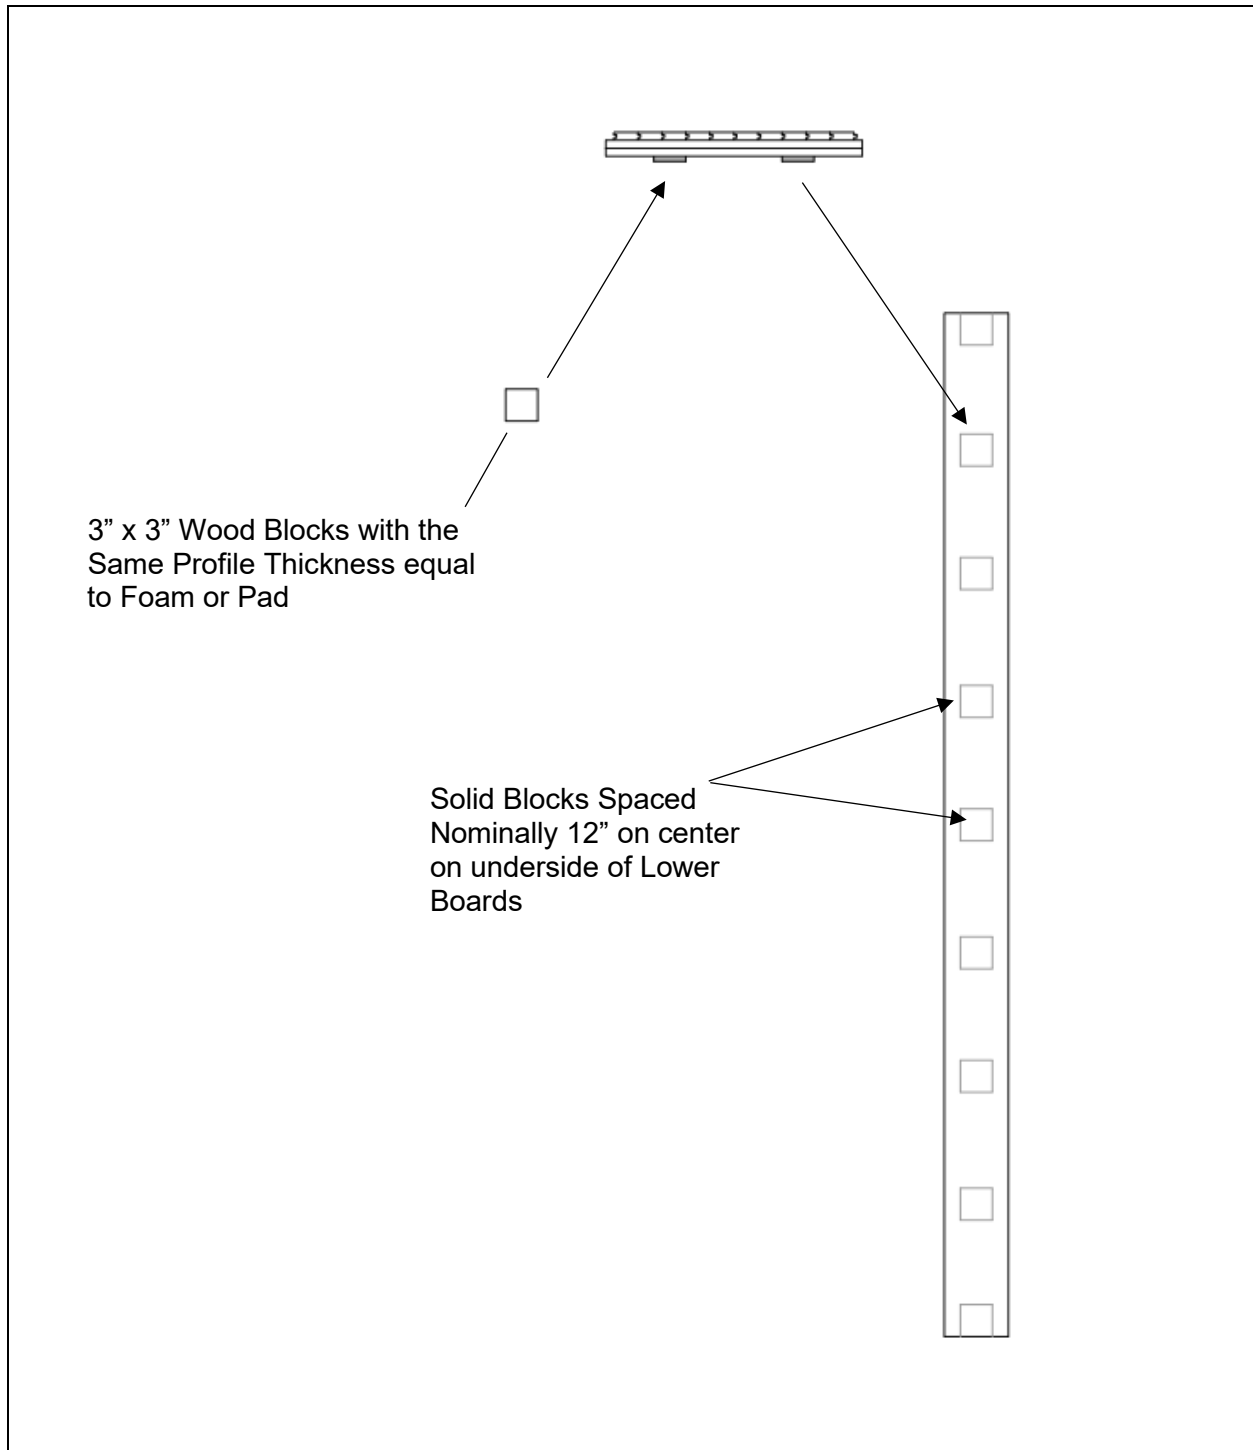 3” x 3” Wood Blocks with the
Same Profile Thickness equal
to Foam or Pad
Solid Blocks Spaced
Nominally 12” on center
on underside of Lower
Boards